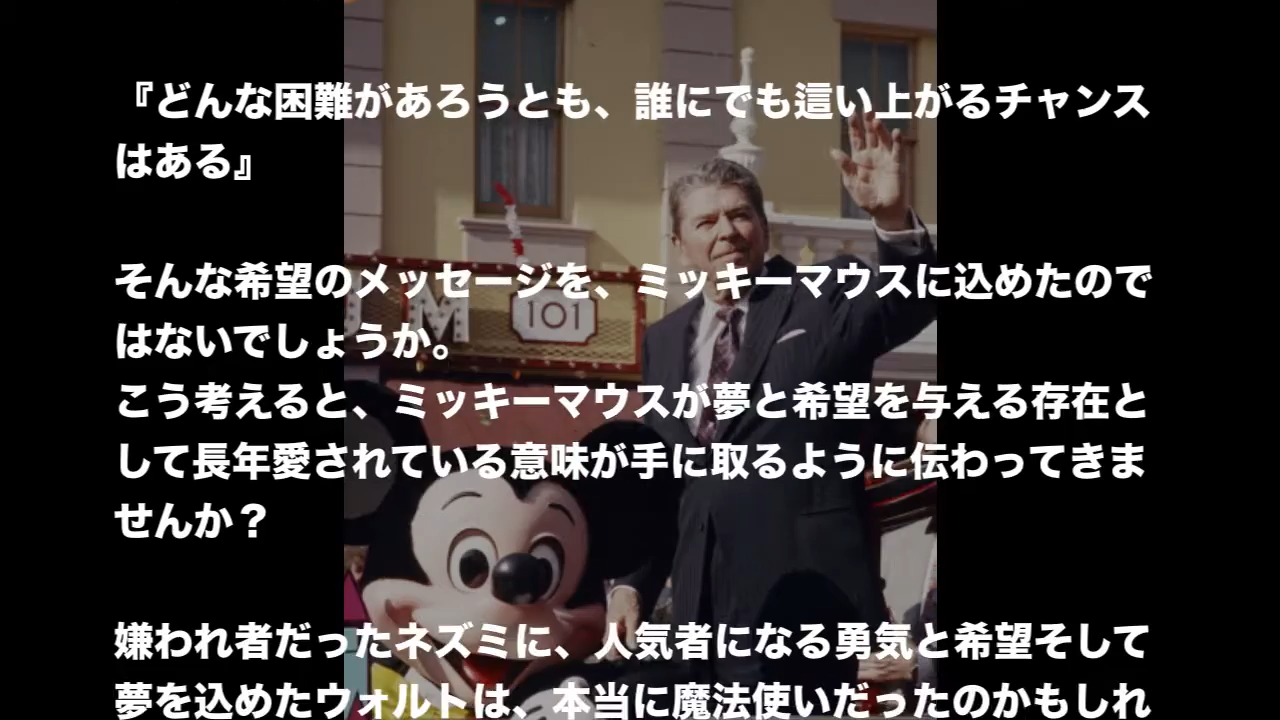 『どんな困難があろうとも、誰にでも這い上がるチャンス
はある』
そんな希望のメッセージを、ミッキーマウスに込めたので
はないでしょうか。
M 101
こう考えると、ミッキーマウスが夢と希望を与える存在と
して長年愛されている意味が手に取るように伝わってきま
せんか？
嫌われ者だったネズミに、人気者になる勇気と希望そして
夢を込めたウォルトは、本当に魔法使いだったのかもしれ